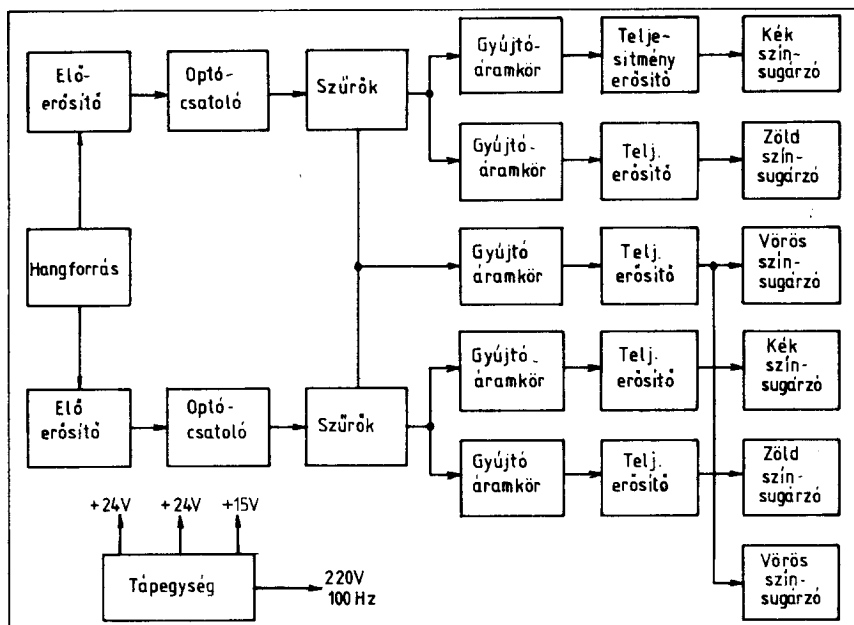 Elő-
erősítő
Optó-
csatoló
Szűrők
Gyújtó-
áramkör
Telje-
sítmény
erősítő
Kék
szín-
sugárzó
Gyújtó-
áramkör
Telj.
erősítő
Zöld
szín-
sugárzó
Hangforrás
Gyújtó
áramkör
Telj.
erősítő
Vörös
szín-
sugárzó
Elő
erősítő
Optó-
csatoló
Szűrők
Gyújtó-
áramkör
Telj.
erősítő
Kék
szín-
sugárzó
Gyújtó
áramkör
Telj.
erősítő
Zöld
szín-
sugárzó
+24V +24V +15V
Tápegység
220V
100 Hz
Vörös
szín-
sugárzó